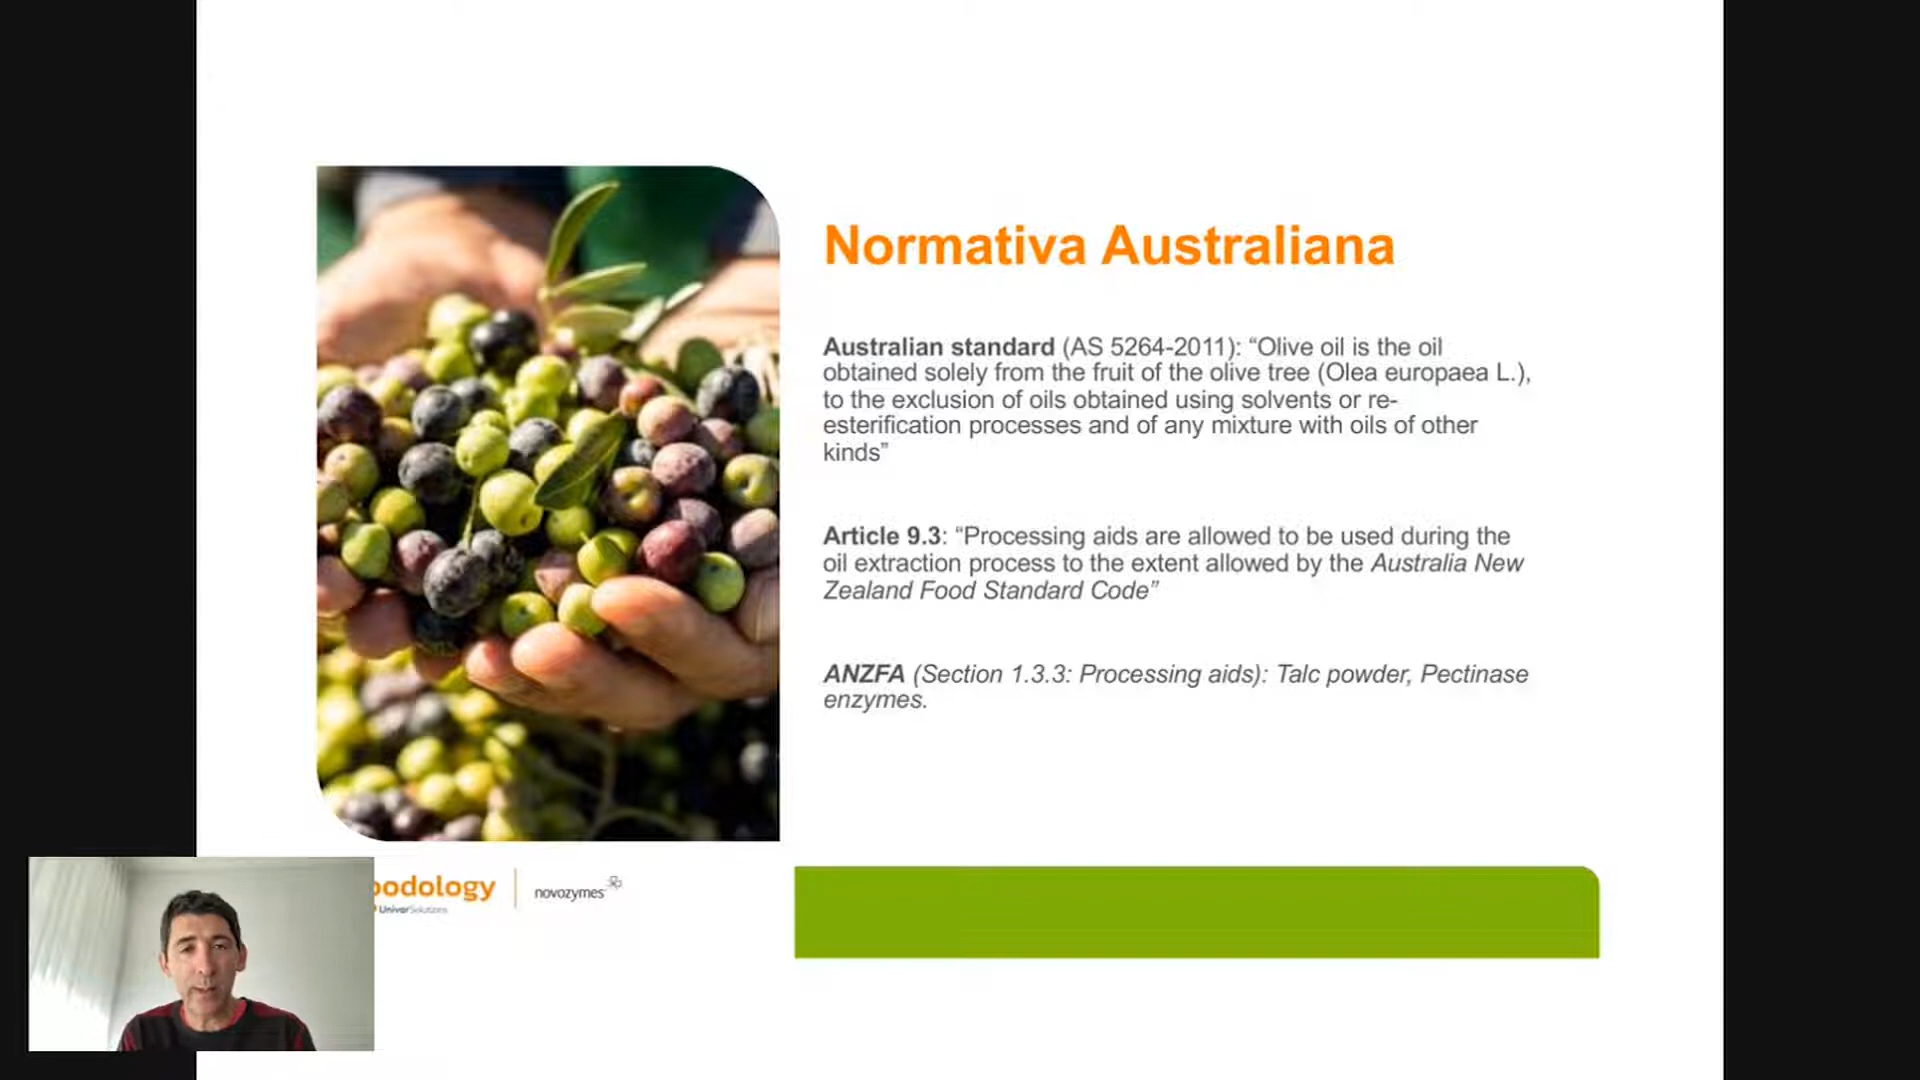 Normativa Australiana
Australian standard (AS 5264-2011): “Olive oil is the oil
obtained solely from the fruit of the olive tree (Olea europaea L.),
to the exclusion of oils obtained using solvents or re-
esterification processes and of any mixture with oils of other
kinds”
Article 9.3: “Processing aids are allowed to be used during the
oil extraction process to the extent allowed by the Australia New
Zealand Food Standard Code”
ANZFA (Section 1.3.3: Processing aids): Talc powder, Pectinase
enzymes.
oodology
Univar Solutions
novozymes